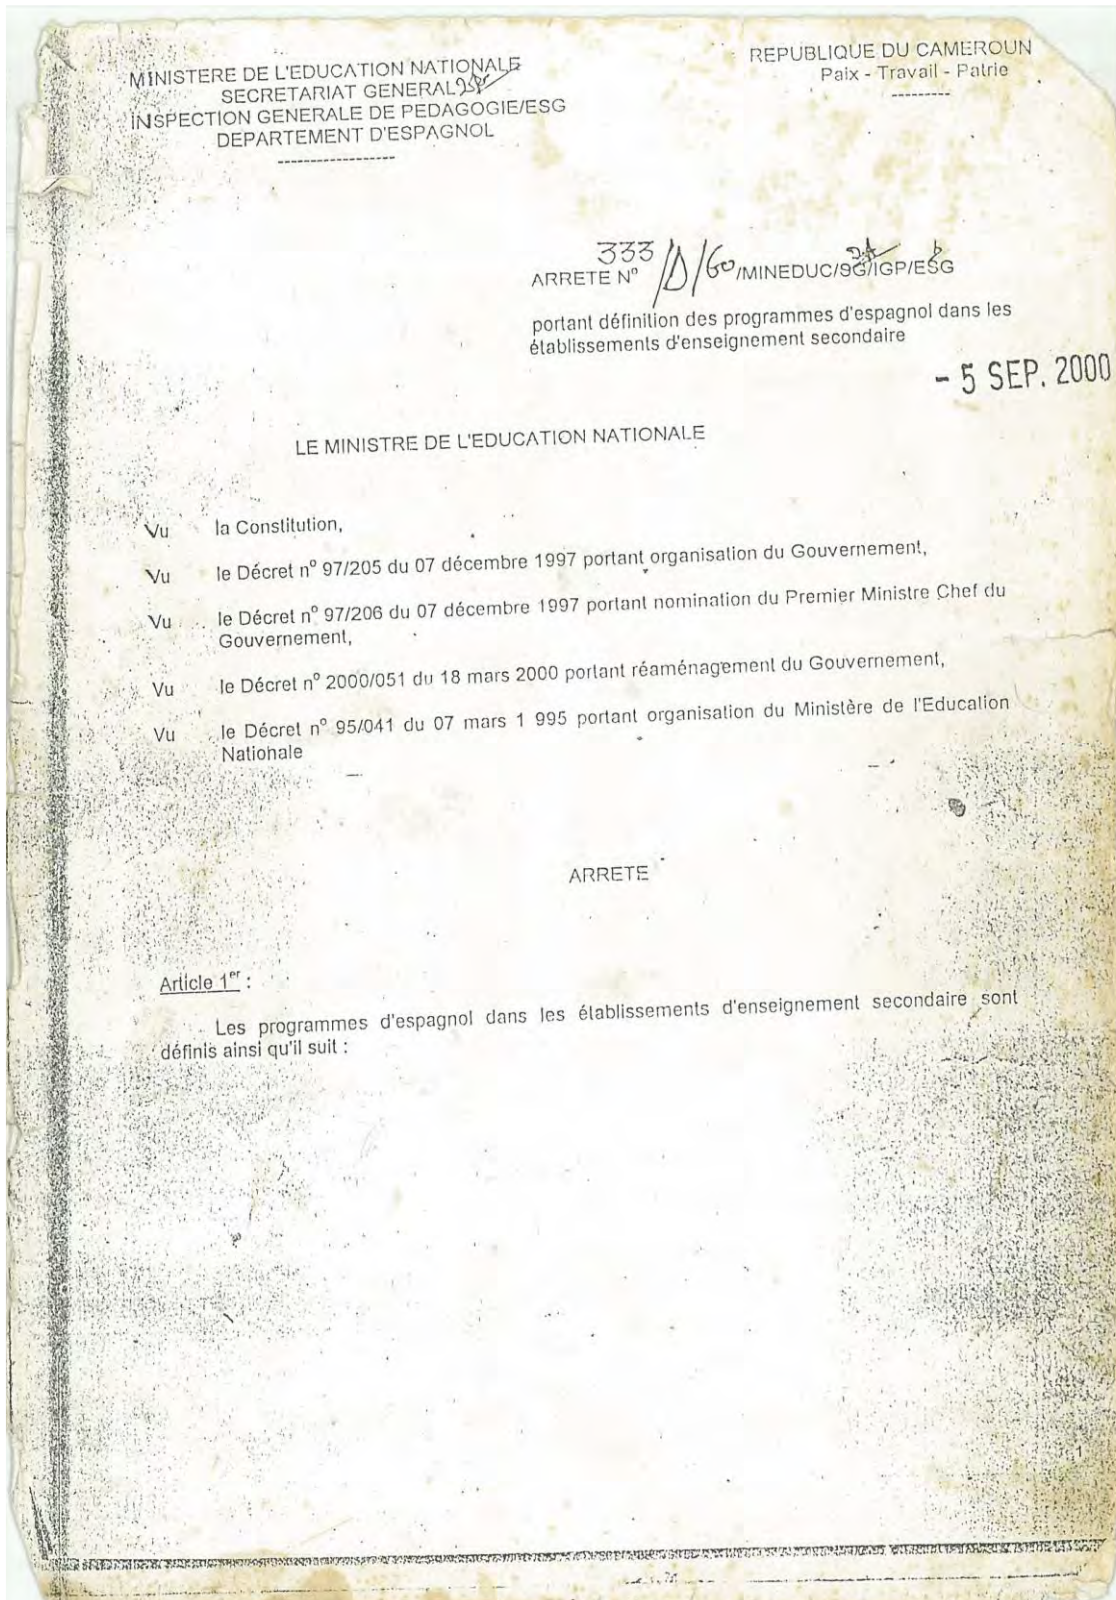 MINISTERE DE L'EDUCATION NATIONALE
SECRETARIAT GENERAL
INSPECTION GENERALE DE PEDAGOGIE/ESG
DEPARTEMENT D'ESPAGNOL
------------------
REPUBLIQUE DU CAMEROUN
Paix - Travail - Patrie
---------
ARRETE N° 333/D/60/MINEDUC/SG/IGP/ESG
portant définition des programmes d'espagnol dans les
établissements d'enseignement secondaire
- 5 SEP. 2000
LE MINISTRE DE L'EDUCATION NATIONALE
Vu la Constitution,
Vu le Décret n° 97/205 du 07 décembre 1997 portant organisation du Gouvernement,
Vu le Décret n° 97/206 du 07 décembre 1997 portant nomination du Premier Ministre Chef du
Gouvernement,
Vu le Décret n° 2000/051 du 18 mars 2000 portant réaménagement du Gouvernement,
Vu le Décret n° 95/041 du 07 mars 1 995 portant organisation du Ministère de l'Education
Nationale
ARRETE
Article 1er :
Les programmes d'espagnol dans les établissements d'enseignement secondaire sont
définis ainsi qu'il suit :
1